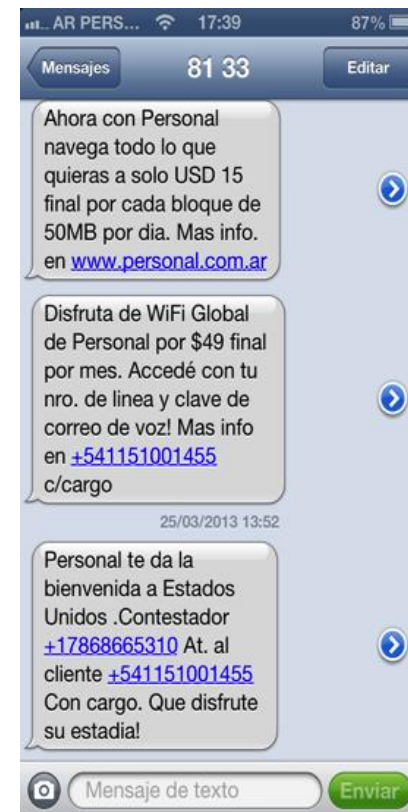 AR PERS... 17:39 87%
Mensajes 81 33 Editar
Ahora con Personal
navega todo lo que
quieras a solo USD 15
final por cada bloque de
50MB por dia. Mas info.
en www.personal.com.ar
Disfruta de WiFi Global
de Personal por $49 final
por mes. Accedé con tu
nro. de linea y clave de
correo de voz! Mas info
en +541151001455
c/cargo
25/03/2013 13:52
Personal te da la
bienvenida a Estados
Unidos .Contestador
+17868665310 At. al
cliente +541151001455
Con cargo. Que disfrute
su estadia!
Mensaje de texto Enviar